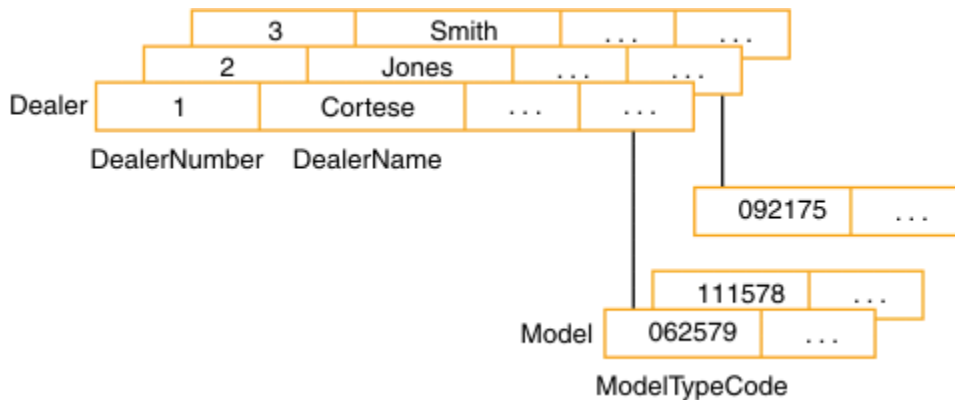 3 Smith ... ...
2 Jones ... ...
Dealer 1 Cortese ... ...
DealerNumber DealerName
092175 ...
111578 ...
Model 062579 ...
ModelTypeCode